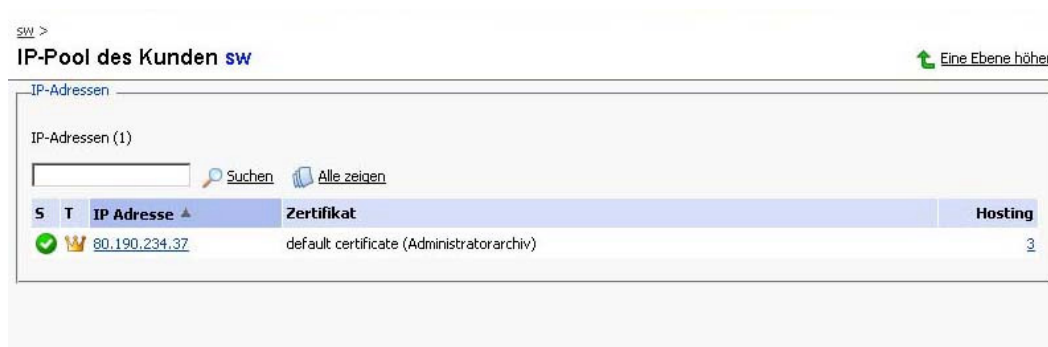 sw >
IP-Pool des Kunden sw
Eine Ebene höher
IP-Adressen
IP-Adressen (1)
Suchen Alle zeigen
S T IP Adresse Zertifikat Hosting
80.190.234.37 default certificate (Administratorarchiv) 3